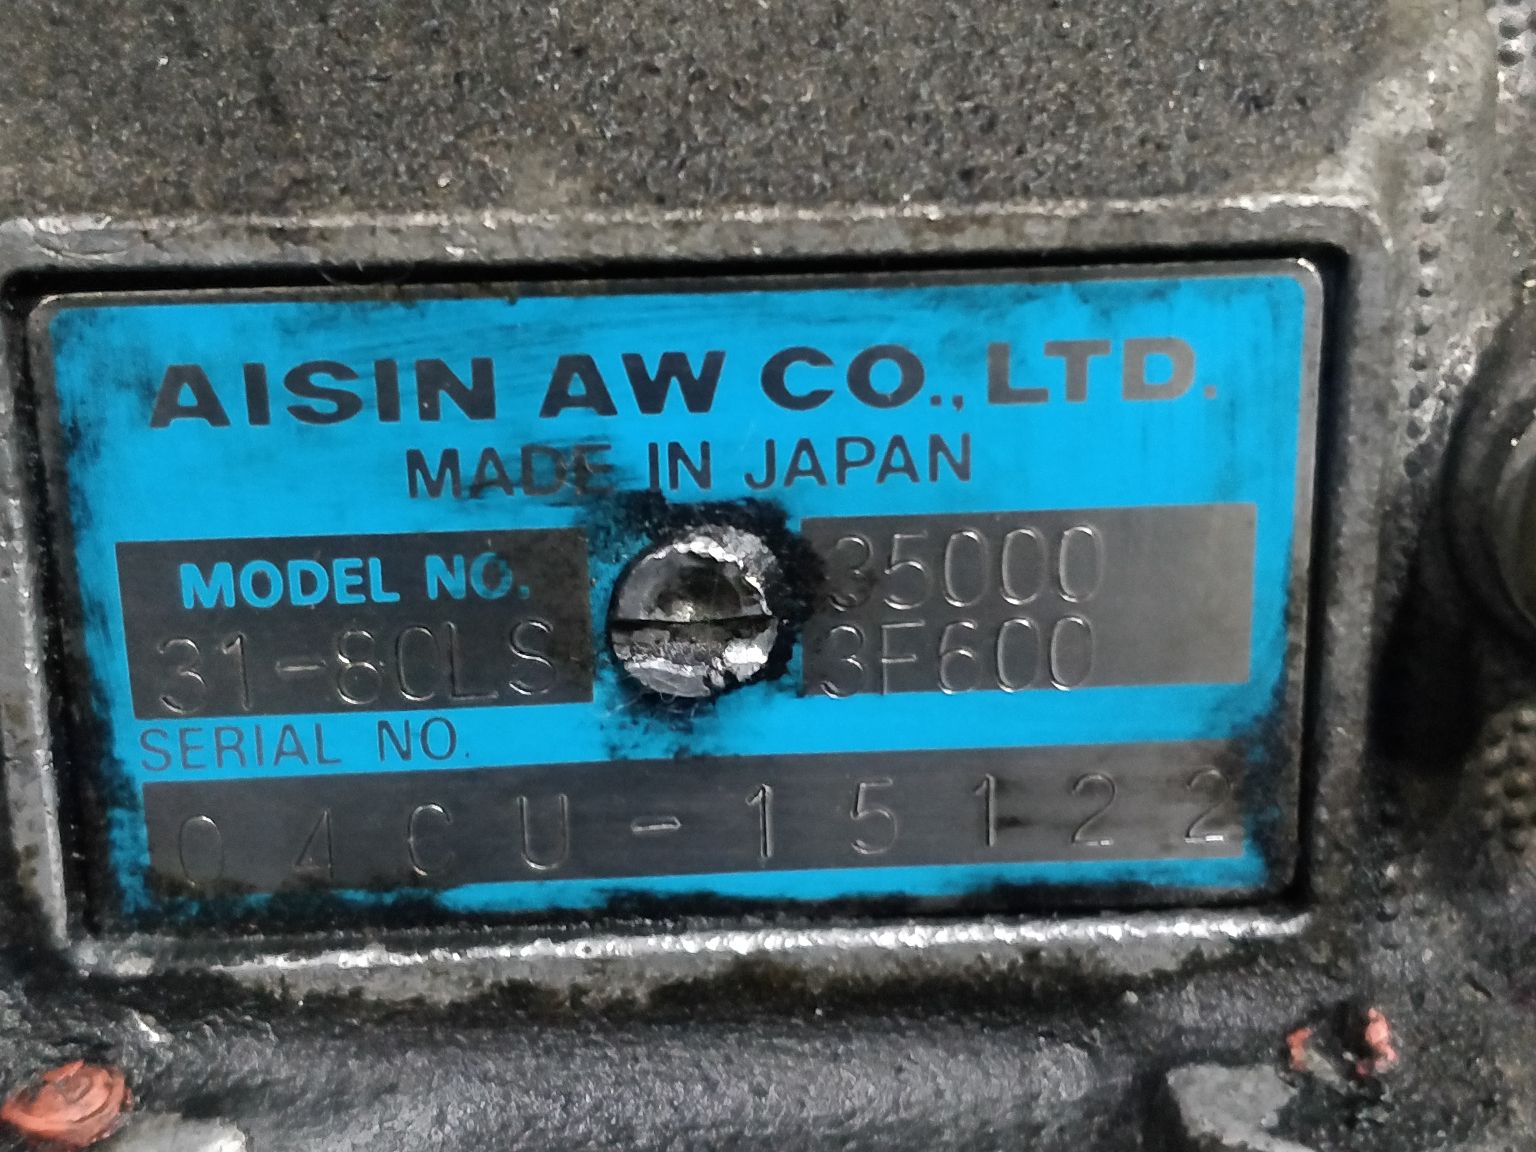 AISIN AW CO., LTD.
MADE IN JAPAN
MODEL NO.
31-80LS
35000
3F600
SERIAL NO.
04CU-15122